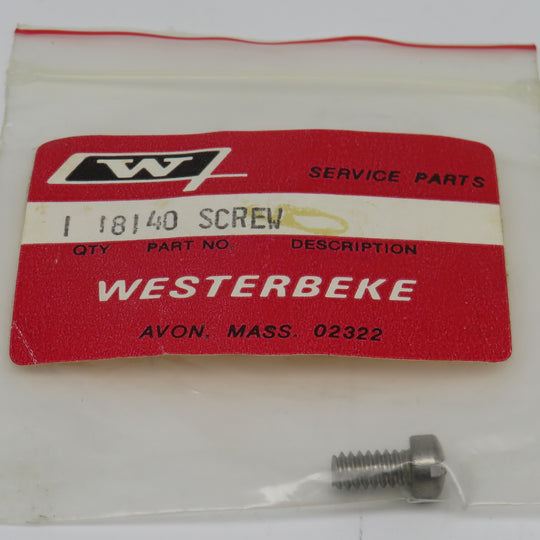 W
SERVICE PARTS
1 18140 SCREW
QTY PART NO DESCRIPTION
WESTERBEKE
AVON, MASS. 02322